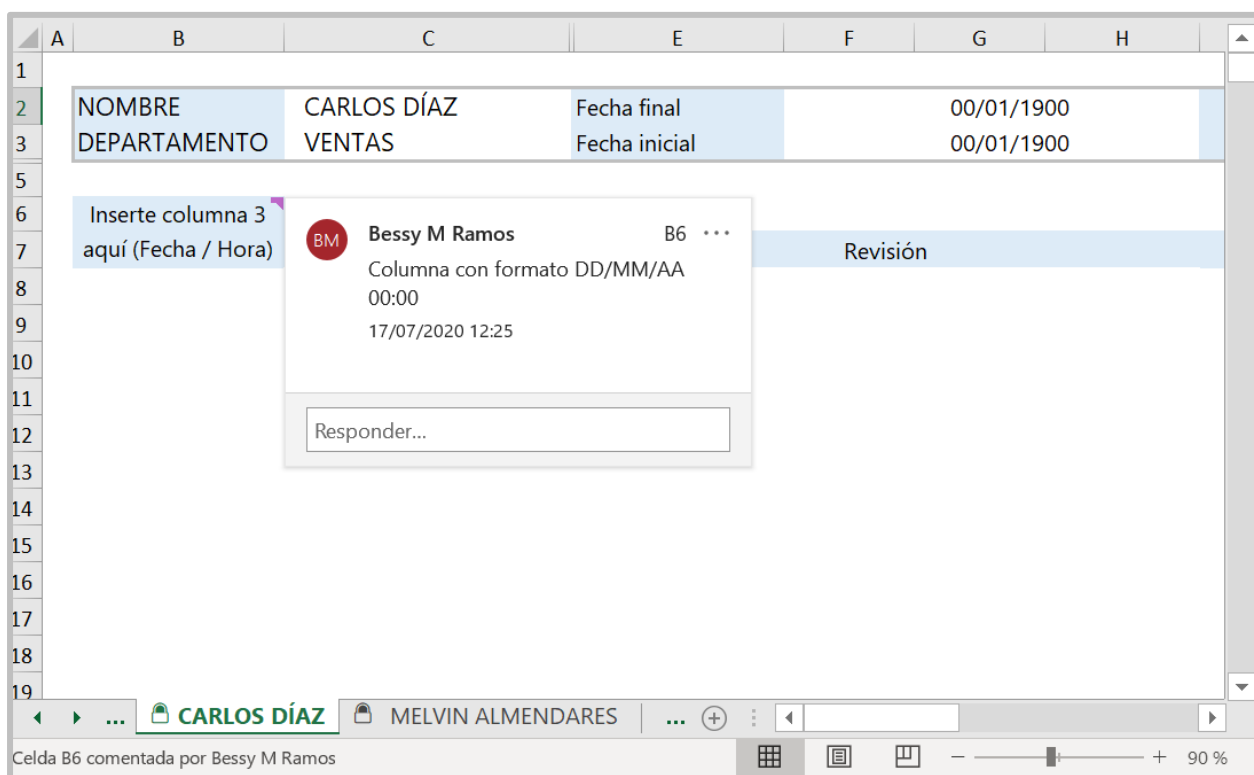 A B C E F G H
1
2 NOMBRE CARLOS DÍAZ Fecha final 00/01/1900
3 DEPARTAMENTO VENTAS Fecha inicial 00/01/1900
5
6 Inserte columna 3
7 aquí (Fecha / Hora) Revisión
BM Bessy M Ramos B6 ...
Columna con formato DD/MM/AA
00:00
17/07/2020 12:25
Responder...
8
9
10
11
12
13
14
15
16
17
18
19
... CARLOS DÍAZ MELVIN ALMENDARES ...
Celda B6 comentada por Bessy M Ramos 90 %